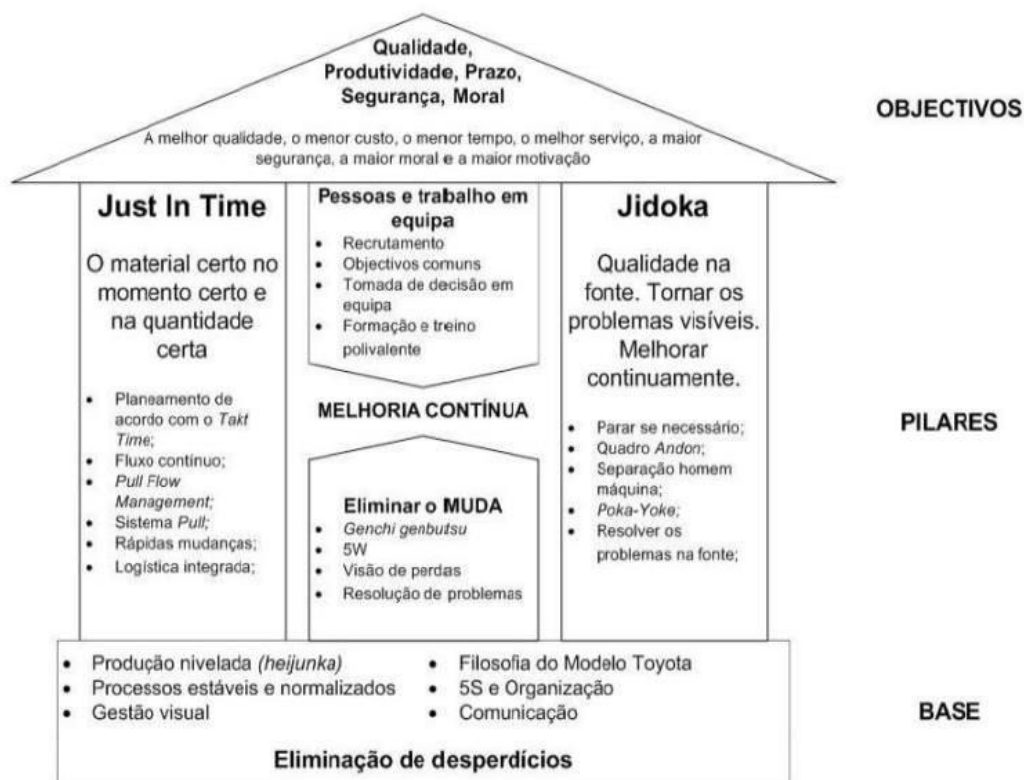 Qualidade,
Produtividade, Prazo,
Segurança, Moral
A melhor qualidade, o menor custo, o menor tempo, o melhor serviço, a maior
segurança, a maior moral e a maior motivação
OBJECTIVOS
Just In Time
O material certo no
momento certo e
na quantidade
certa
• Planeamento de
acordo com o Takt
Time;
• Fluxo contínuo;
• Pull Flow
Management;
• Sistema Pull;
• Rápidas mudanças;
• Logística integrada;
Pessoas e trabalho em
equipa
• Recrutamento
• Objectivos comuns
• Tomada de decisão em
equipa
• Formação e treino
polivalente
MELHORIA CONTÍNUA
Eliminar o MUDA
• Genchi genbutsu
• 5W
• Visão de perdas
• Resolução de problemas
Jidoka
Qualidade na
fonte. Tornar os
problemas visíveis.
Melhorar
continuamente.
• Parar se necessário;
• Quadro Andon;
• Separação homem
máquina;
• Poka-Yoke;
• Resolver os
problemas na fonte;
PILARES
• Produção nivelada (heijunka)
• Processos estáveis e normalizados
• Gestão visual
• Filosofia do Modelo Toyota
• 5S e Organização
• Comunicação
Eliminação de desperdícios
BASE